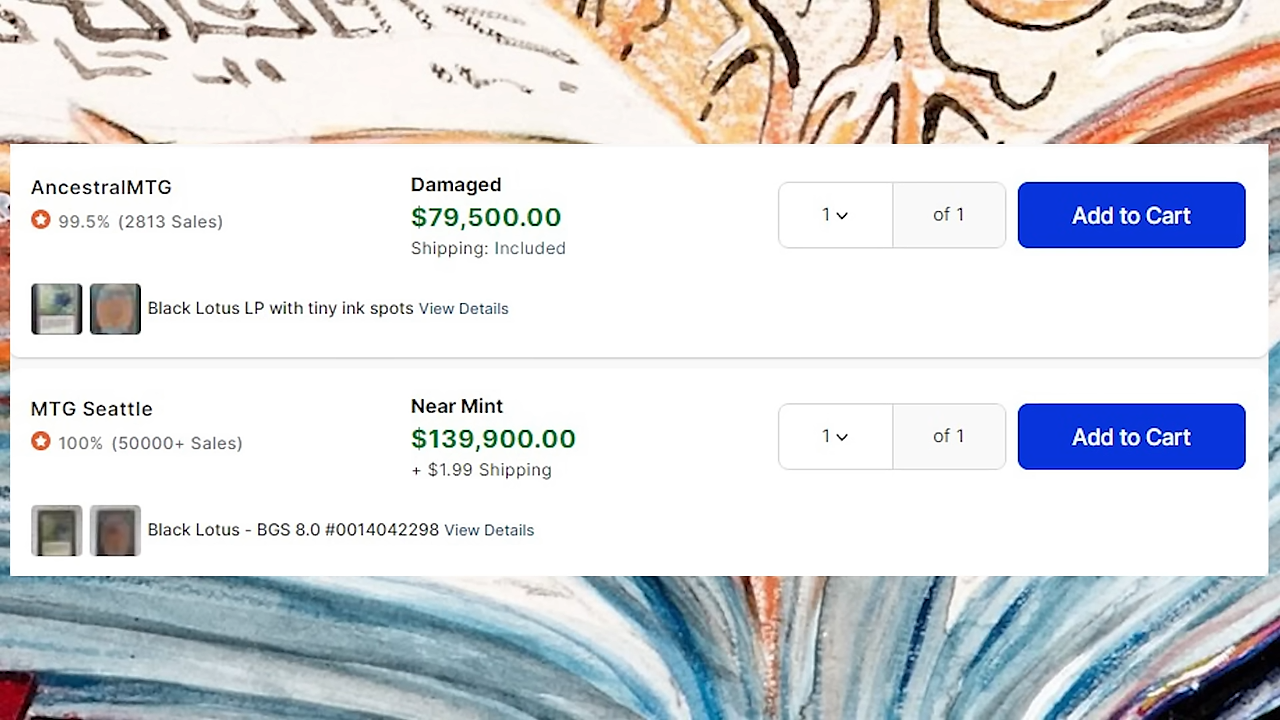 AncestralMTG
99.5% (2813 Sales)
Damaged
$79,500.00
Shipping: Included
1
of 1
Add to Cart
Black Lotus LP with tiny ink spots View Details
MTG Seattle
100% (50000+ Sales)
Near Mint
$139,900.00
+ $1.99 Shipping
1
of 1
Add to Cart
Black Lotus - BGS 8.0 #0014042298 View Details